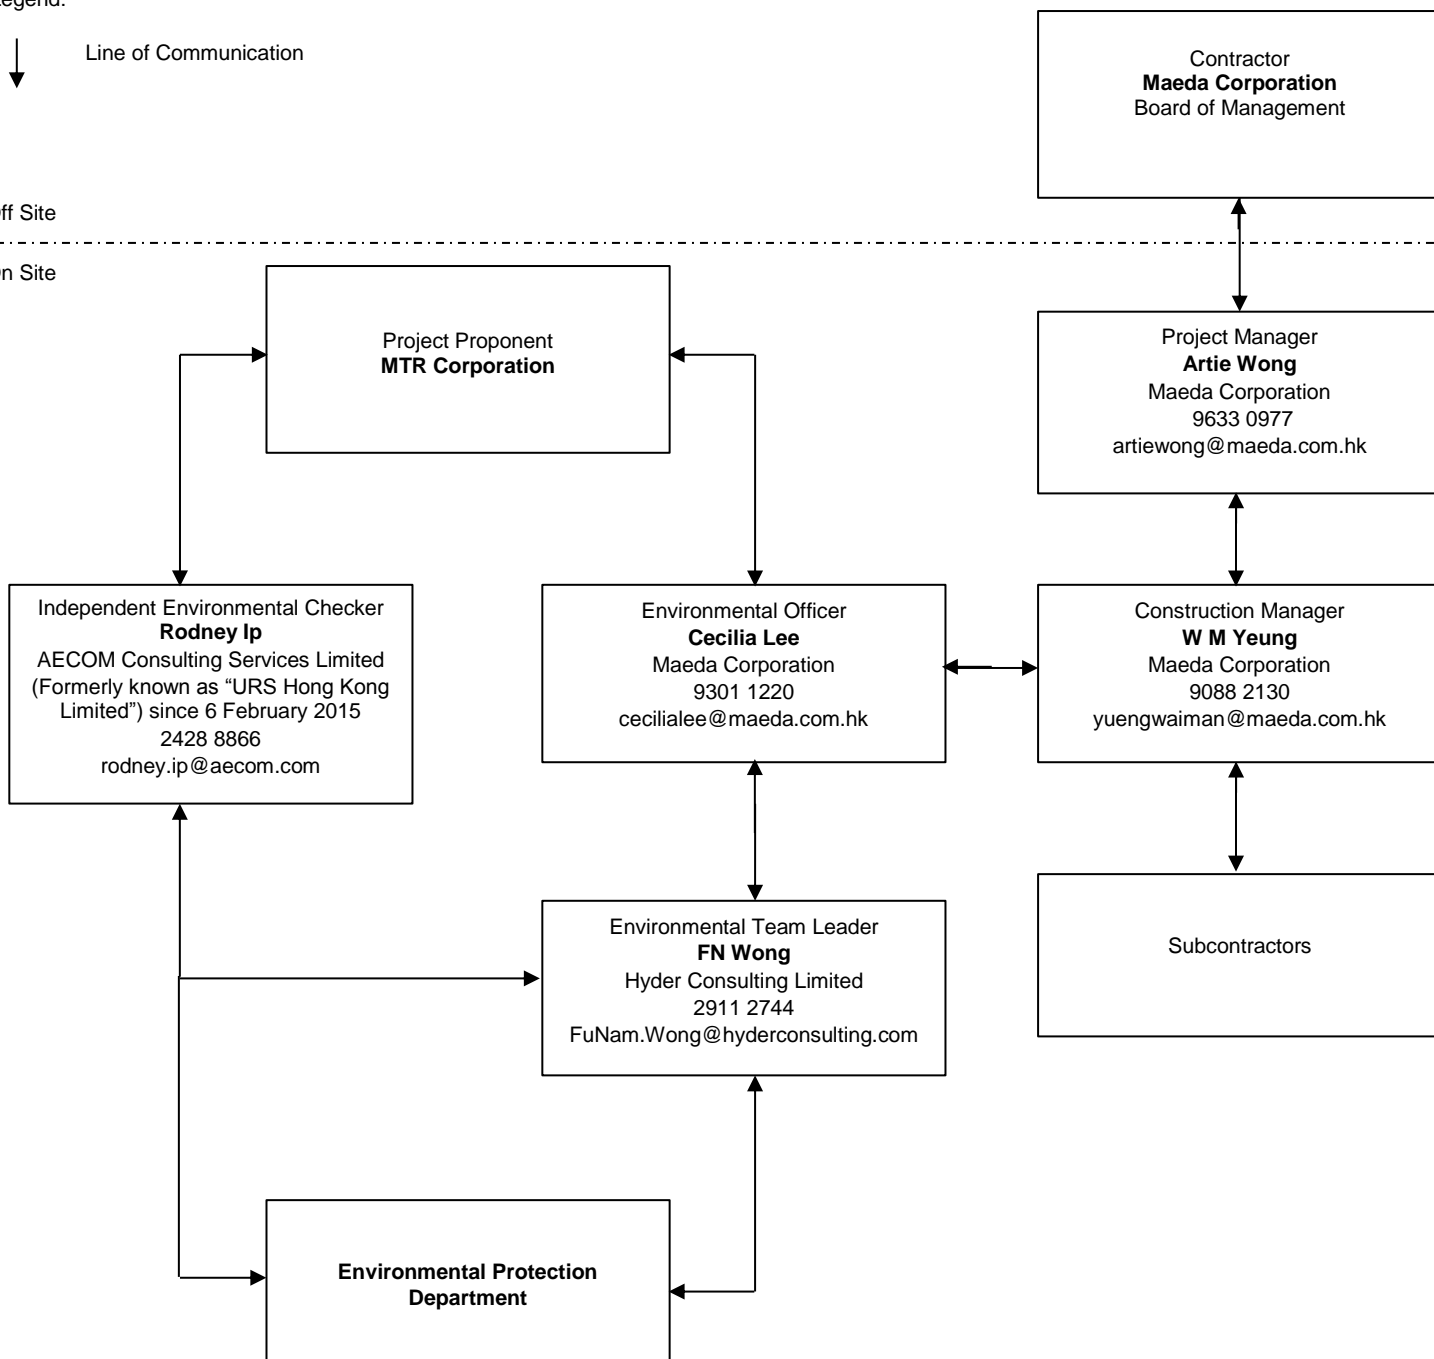 Legend:
Line of Communication
Contractor
Maeda Corporation
Board of Management
ff Site
n Site
Project Proponent
MTR Corporation
Project Manager
Artie Wong
Maeda Corporation
9633 0977
artiewong@maeda.com.hk
Independent Environmental Checker
Rodney Ip
AECOM Consulting Services Limited
(Formerly known as “URS Hong Kong
Limited”) since 6 February 2015
2428 8866
rodney.ip@aecom.com
Environmental Officer
Cecilia Lee
Maeda Corporation
9301 1220
cecilialee@maeda.com.hk
Construction Manager
W M Yeung
Maeda Corporation
9088 2130
yuengwaiman@maeda.com.hk
Environmental Team Leader
FN Wong
Hyder Consulting Limited
2911 2744
FuNam.Wong@hyderconsulting.com
Subcontractors
Environmental Protection
Department